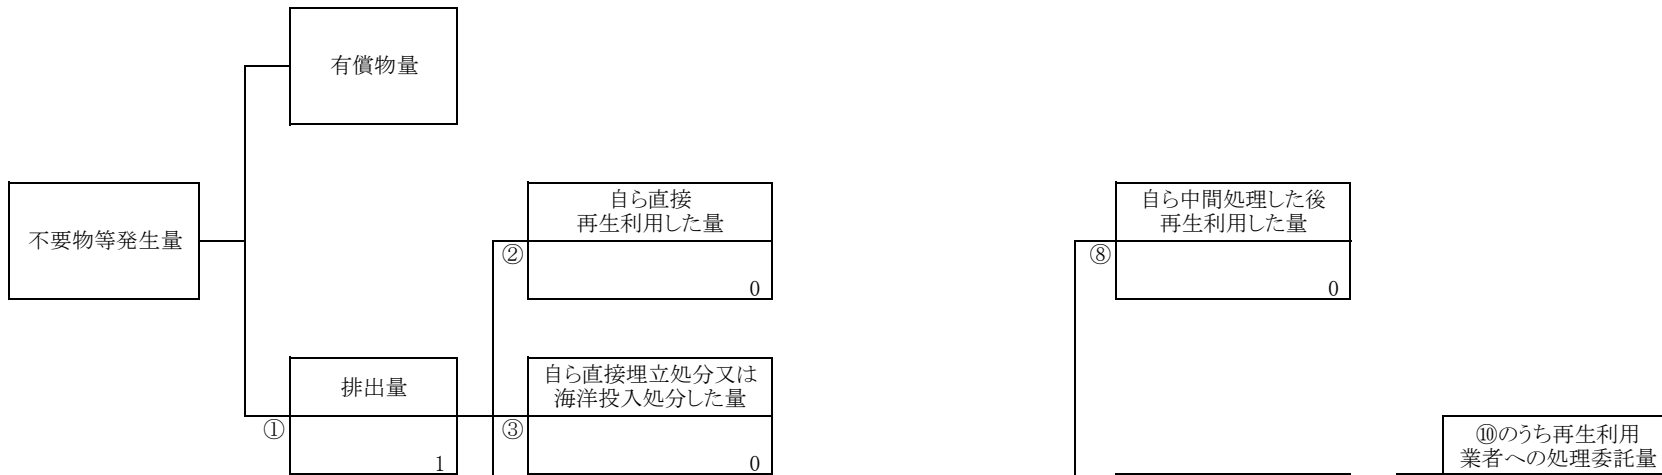 有償物量
不要物等発生量
自ら直接
再生利用した量
②
0
自ら中間処理した後
再生利用した量
⑧
0
排出量
①
1
自ら直接埋立処分又は
海洋投入処分した量
③
0
⑩のうち再生利用
業者への処理委託量